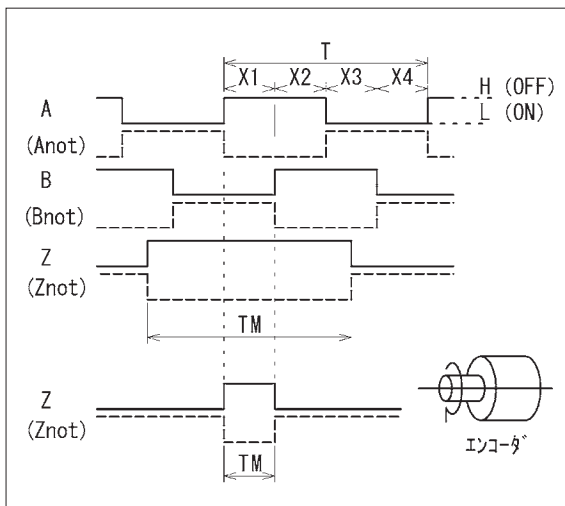 T
X1 X2 X3 X4
A H (OFF)
L (ON)
(Anot)
B
(Bnot)
Z
(Znot)
TM
Z
(Znot)
TM
エンコーダ